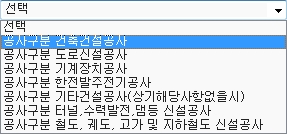 선택
선택
공사구분 건축건설공사
공사구분 도로신설공사
공사구분 기계장치공사
공사구분 한전발주전기공사
공사구분 기타건설공사(상기해당사항없을시)
공사구분 터널,수력발전,댐등 신설공사
공사구분 철도, 궤도, 고가 및 지하철도 신설공사